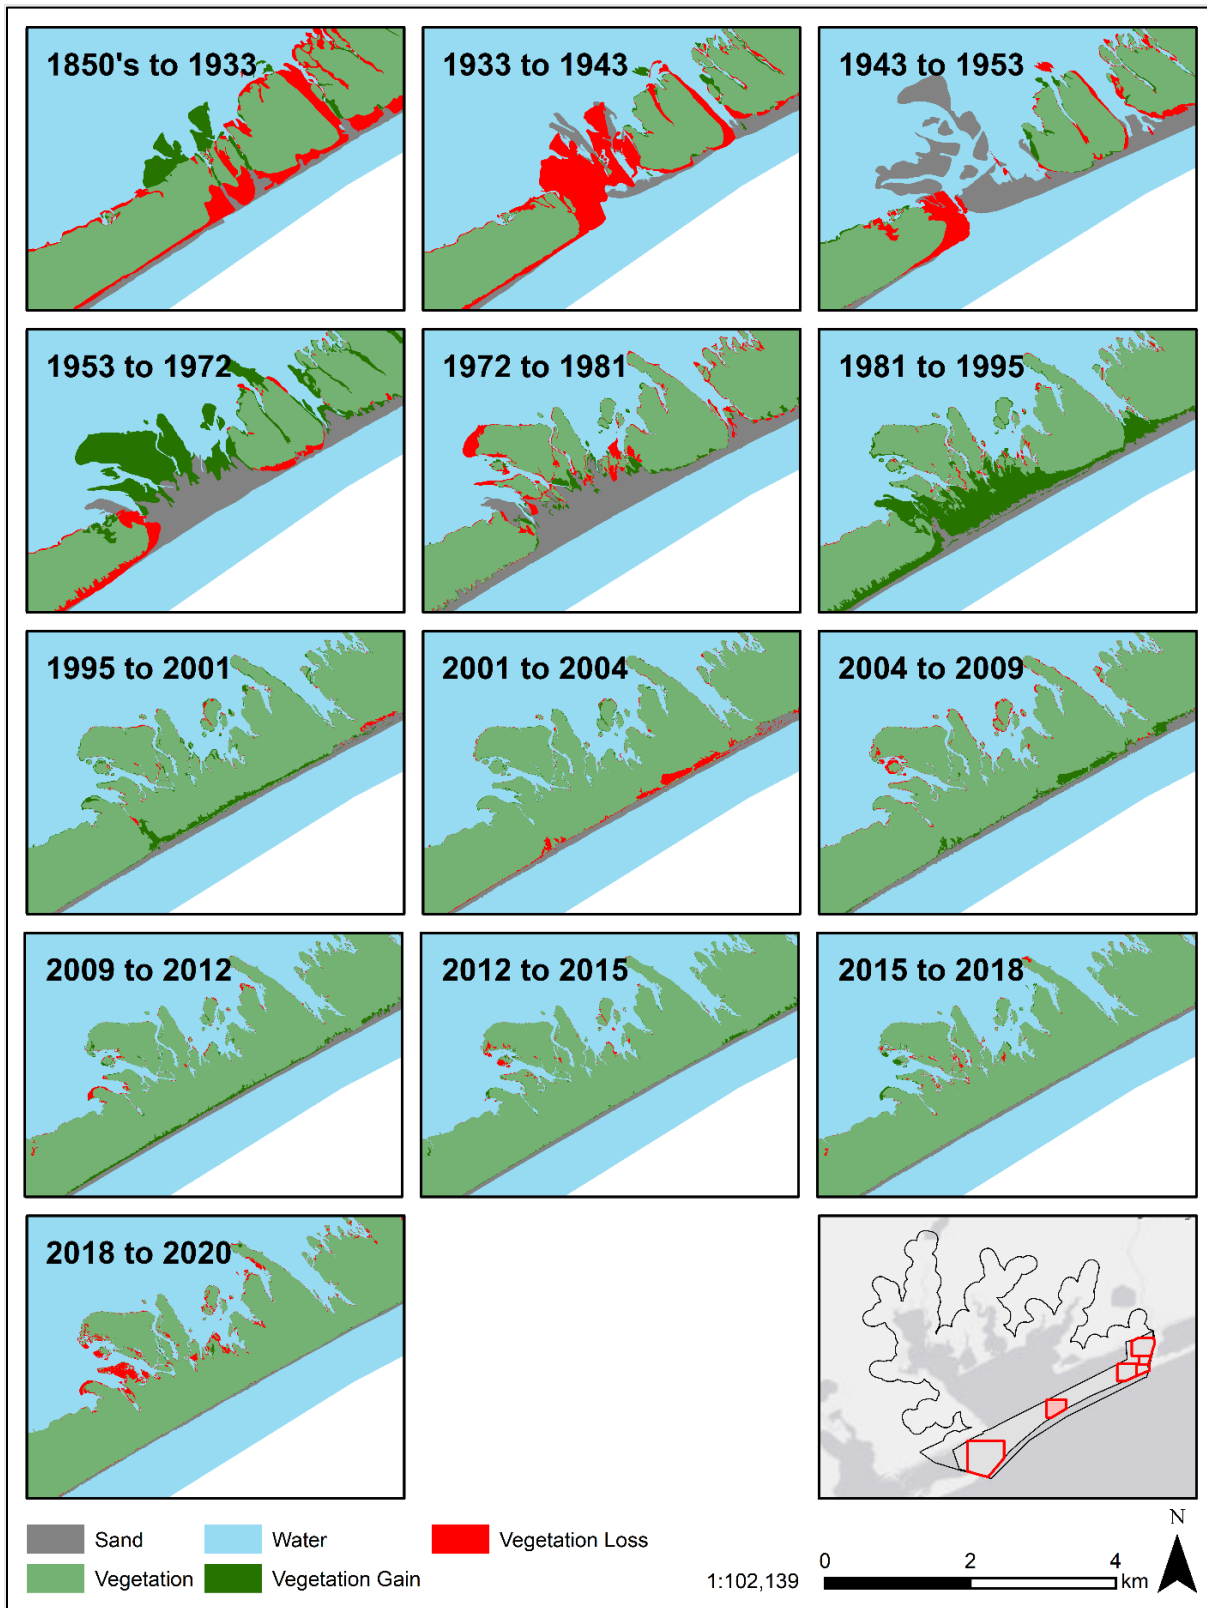 1850's to 1933
1933 to 1943
1943 to 1953
1953 to 1972
1972 to 1981
1981 to 1995
1995 to 2001
2001 to 2004
2004 to 2009
2009 to 2012
2012 to 2015
2015 to 2018
2018 to 2020
Sand
Water
Vegetation Loss
Vegetation
Vegetation Gain
1:102,139
0 2 4
km
N